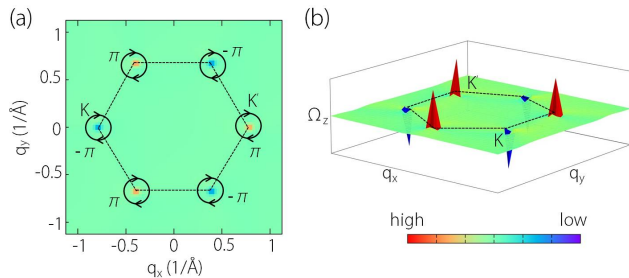 (a)
(b)
1
0.5
0
-0.5
-1
q_y (1/Å)
-1 -0.5 0 0.5 1
q_x (1/Å)
π
-π
K
K'
-π
π
π
-π
K'
K
Ω_z
q_x
q_y
high
low